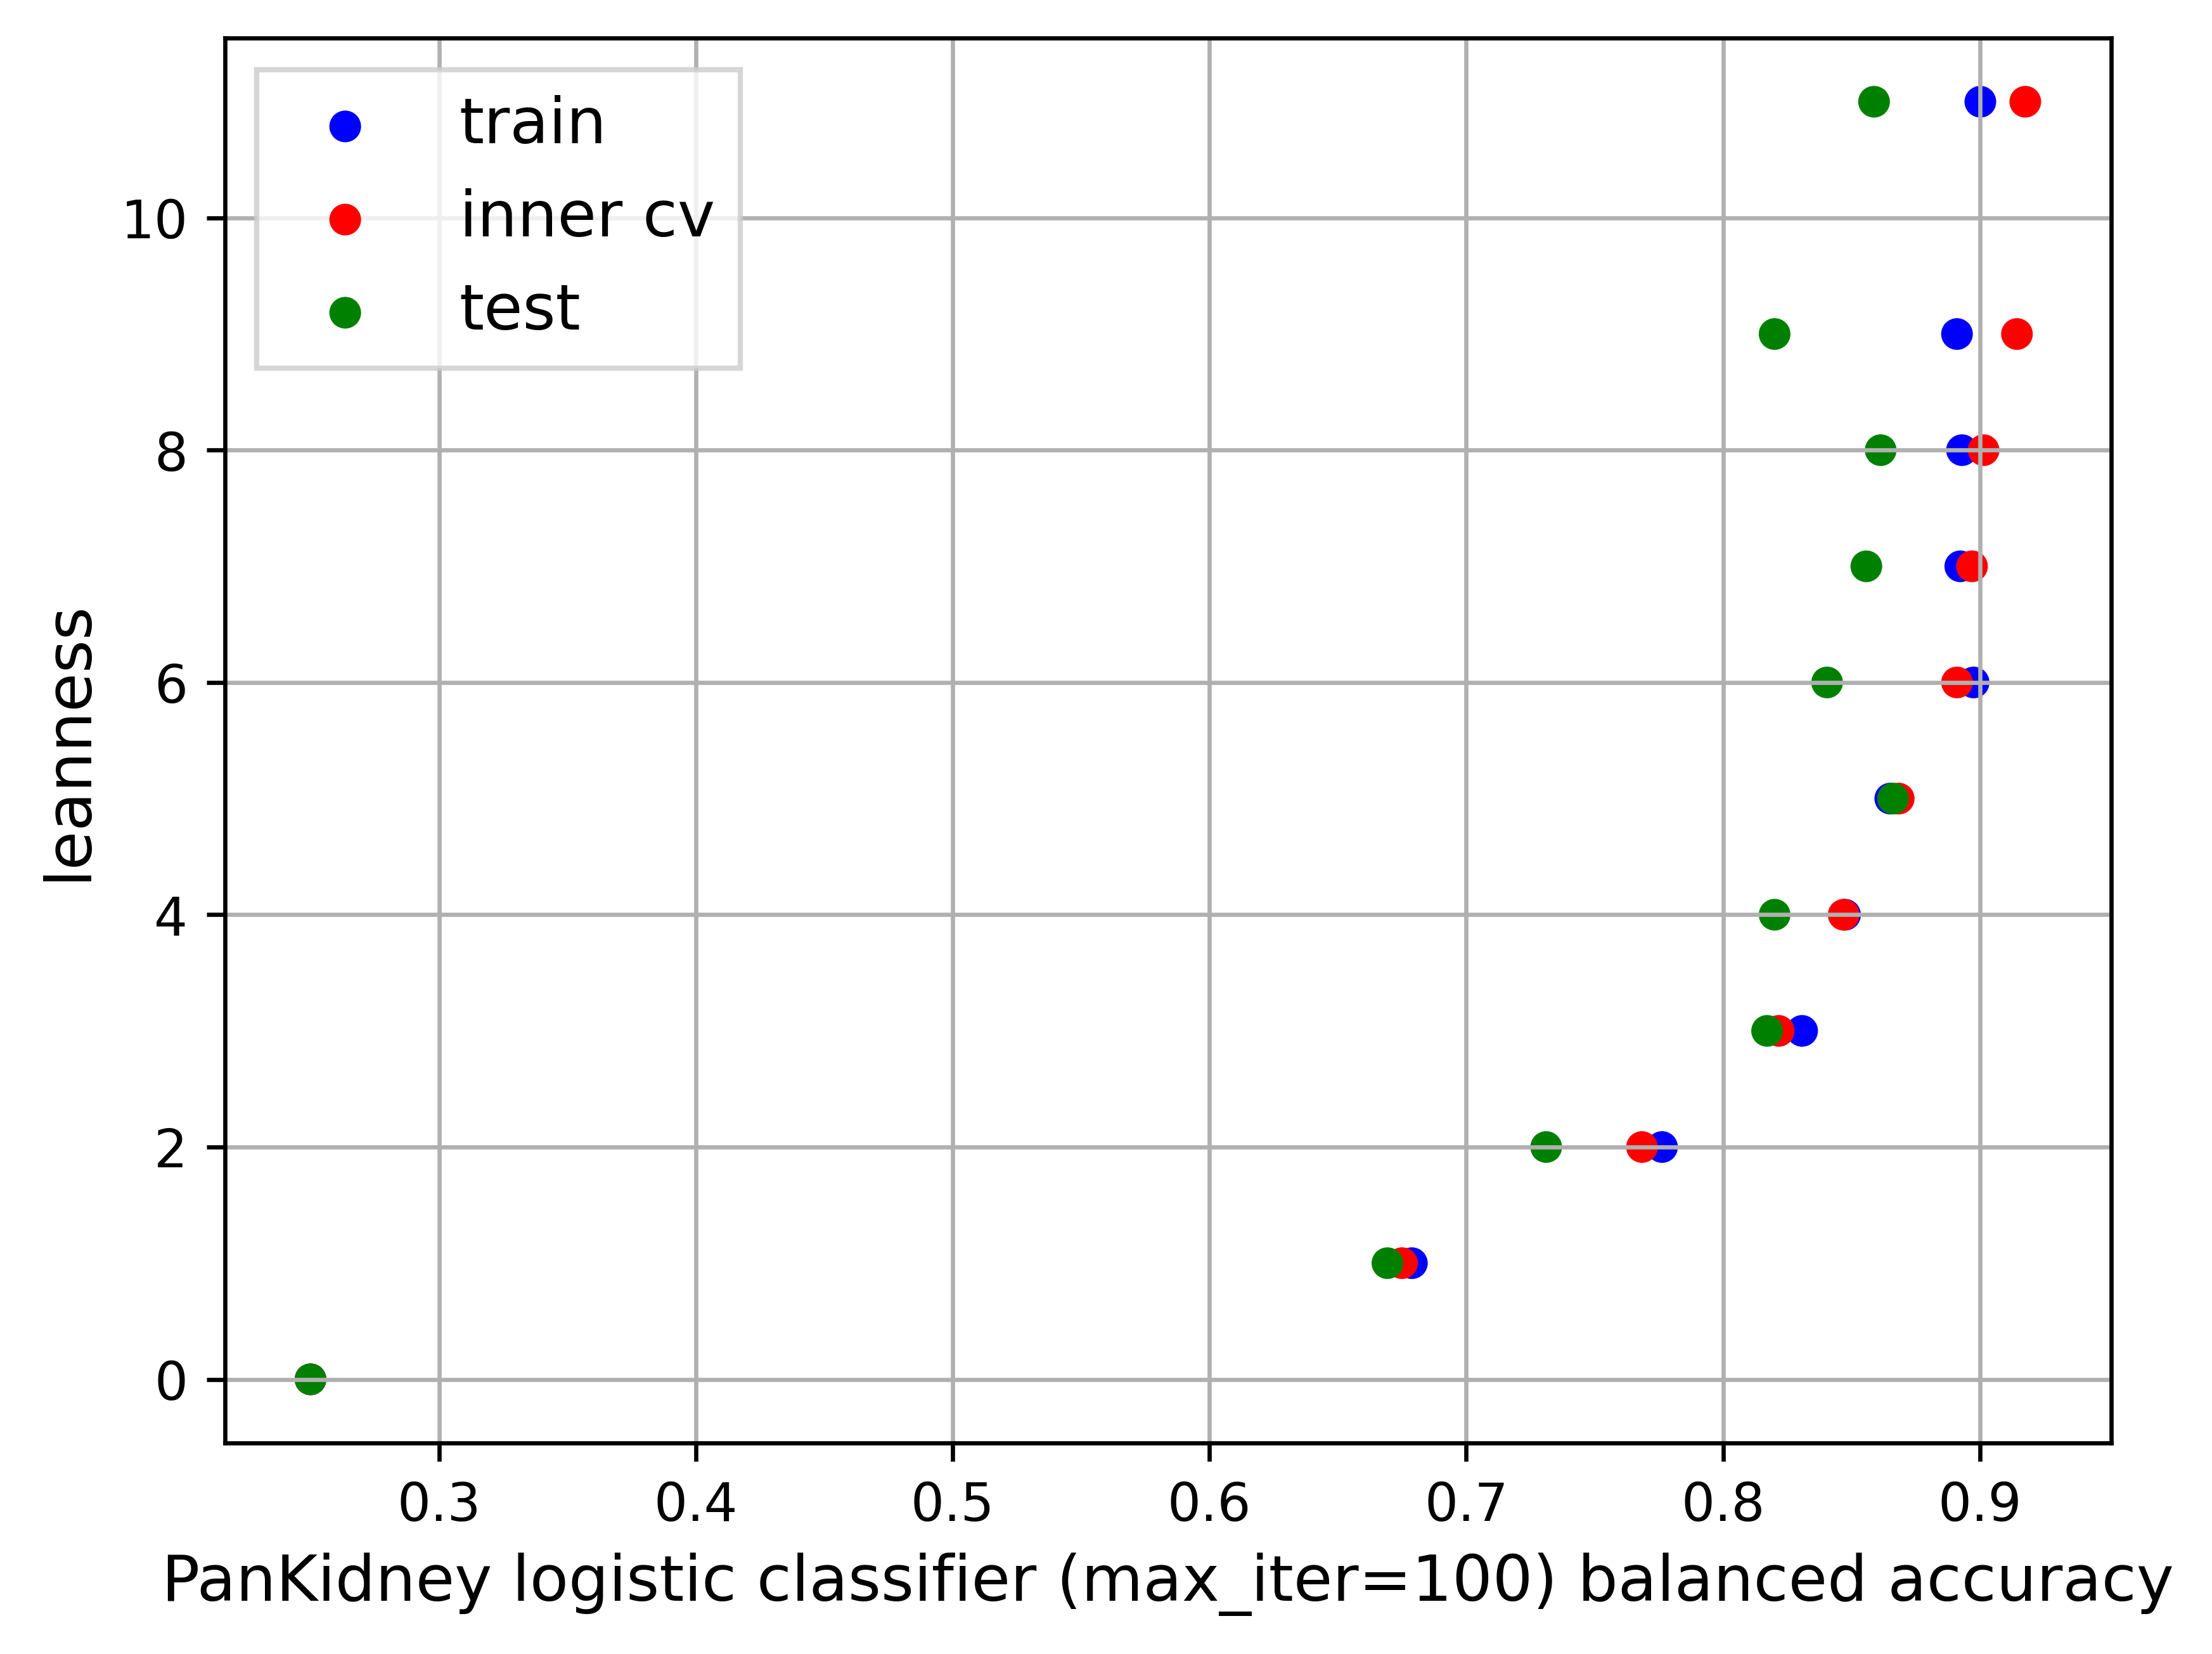 train
inner cv
test
10
8
6
4
2
0
leanness
0.3 0.4 0.5 0.6 0.7 0.8 0.9
PanKidney logistic classifier (max_iter=100) balanced accuracy